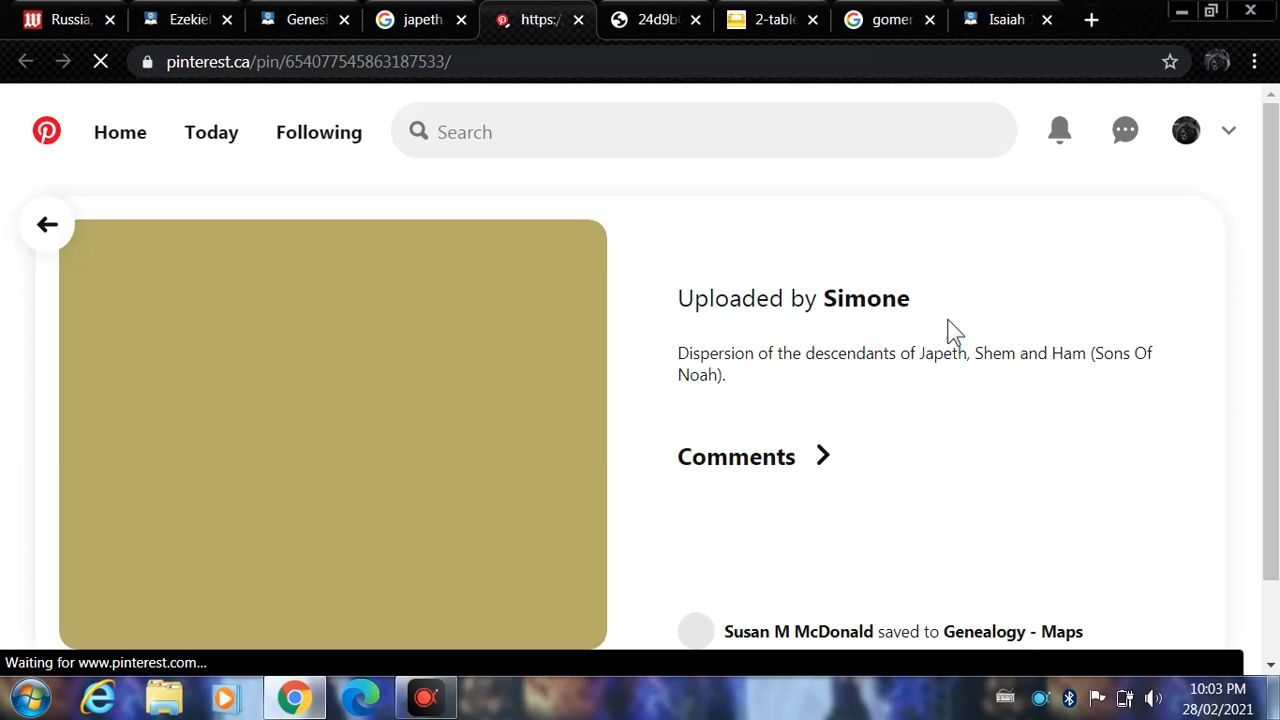 Russia,
Ezekiel
Genesi
japeth
https:/
24d9b
2-table
gomer
Isaiah
pinterest.ca/pin/654077545863187533/
Home
Today
Following
Search
Uploaded by Simone
Dispersion of the descendants of Japeth, Shem and Ham (Sons Of
Noah).
Comments
Susan M McDonald saved to Genealogy - Maps
Waiting for www.pinterest.com...
10:03 PM
28/02/2021